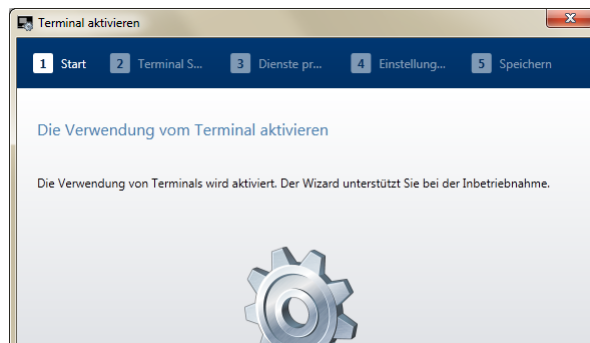 Terminal aktivieren
1 Start 2 Terminal S... 3 Dienste pr... 4 Einstellung... 5 Speichern
Die Verwendung vom Terminal aktivieren
Die Verwendung von Terminals wird aktiviert. Der Wizard unterstützt Sie bei der Inbetriebnahme.